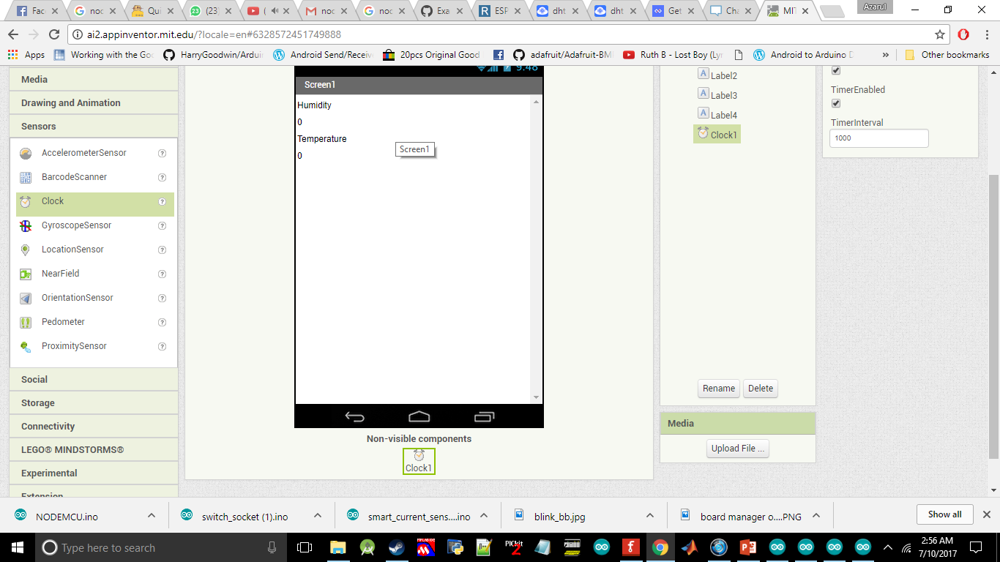 Fac
noc
Qui
(23)
(
noc
noc
Exa
ESP
dht
dht
Get
Cha
MIT
Azarul
ai2.appinventor.mit.edu/?locale=en#6328572451749888
Apps
Working with the Go
HarryGoodwin/Ardui
Android Send/Receiv
20pcs Original Good
adafruit/Adafruit-BM
Ruth B - Lost Boy (Lyr
Android to Arduino
»
Other bookmarks
Media
Drawing and Animation
Sensors
AccelerometerSensor
BarcodeScanner
Clock
GyroscopeSensor
LocationSensor
NearField
OrientationSensor
Pedometer
ProximitySensor
Social
Storage
Connectivity
LEGO® MINDSTORMS®
Experimental
Extension
9:48
Screen1
Humidity
0
Temperature
0
Screen1
Non-visible components
Clock1
Label2
Label3
Label4
Clock1
Rename
Delete
Media
Upload File ...
TimerEnabled
TimerInterval
1000
NODEMCU.ino
switch_socket (1).ino
smart_current_sens....ino
blink_bb.jpg
board manager o....PNG
Show all
Type here to search
PICkit
2
2:56 AM
7/10/2017